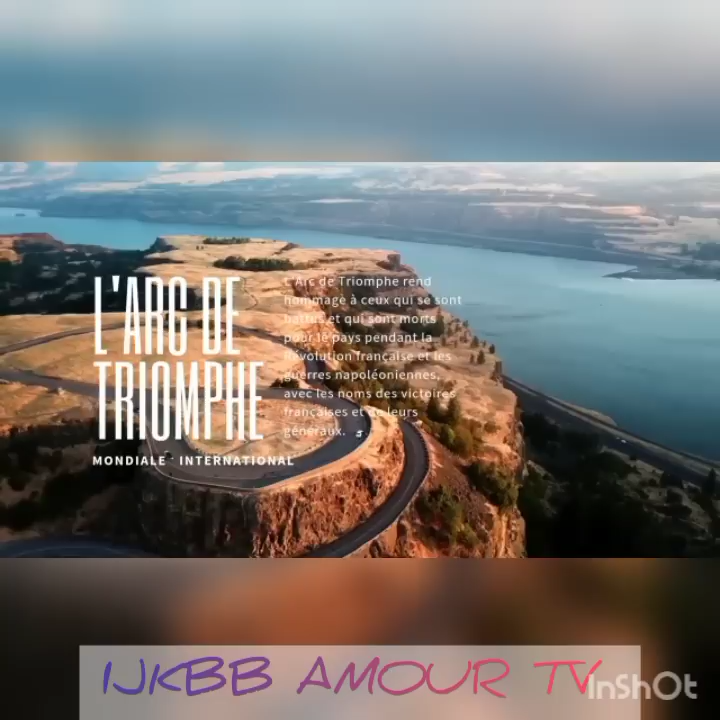 L'ARC DE
TRIOMPHE
MONDIALE · INTERNATIONAL
L'Arc de Triomphe rend
hommage à ceux qui se sont
battus et qui sont morts
pour le pays pendant la
Révolution française et les
guerres napoléoniennes,
avec les noms des victoires
françaises et de leurs
généraux.
IJKBB AMOUR TV
InShOt